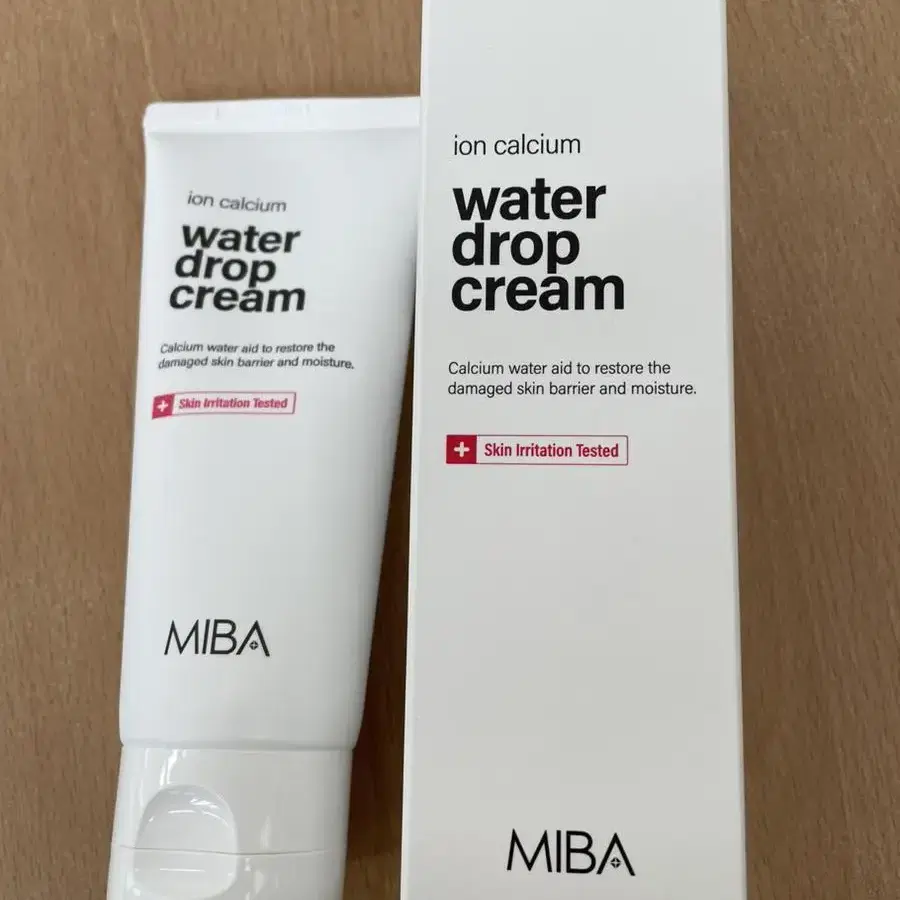 ion calcium
water
drop
cream
Calcium water aid to restore the
damaged skin barrier and moisture.
Skin Irritation Tested
MIBA
ion calcium
water
drop
cream
Calcium water aid to restore the
damaged skin barrier and moisture.
Skin Irritation Tested
MIBA